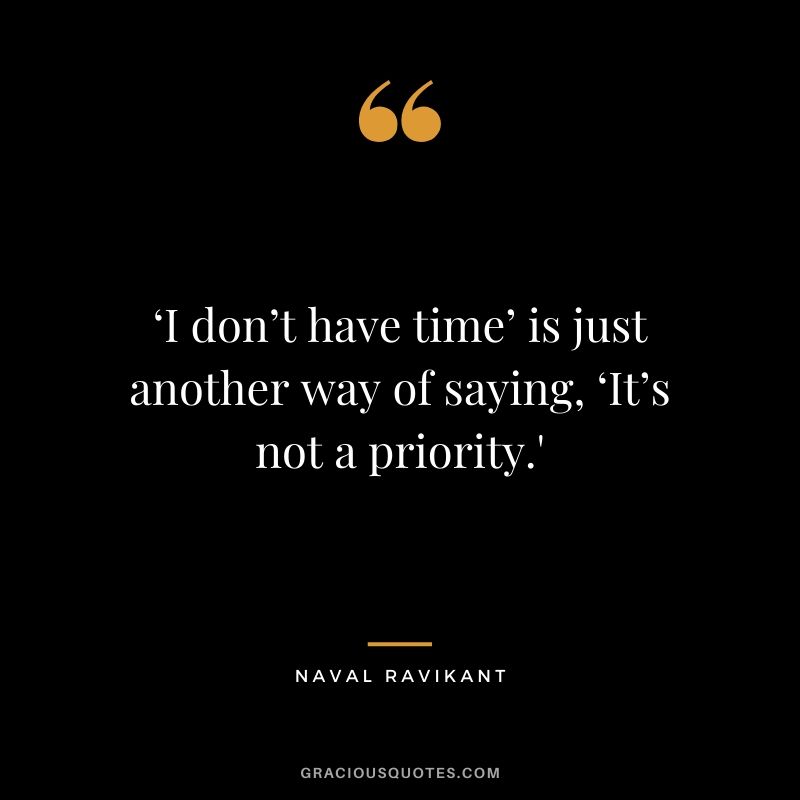 “
‘I don’t have time’ is just
another way of saying, ‘It’s
not a priority.'
NAVAL RAVIKANT
GRACIOUSQUOTES.COM